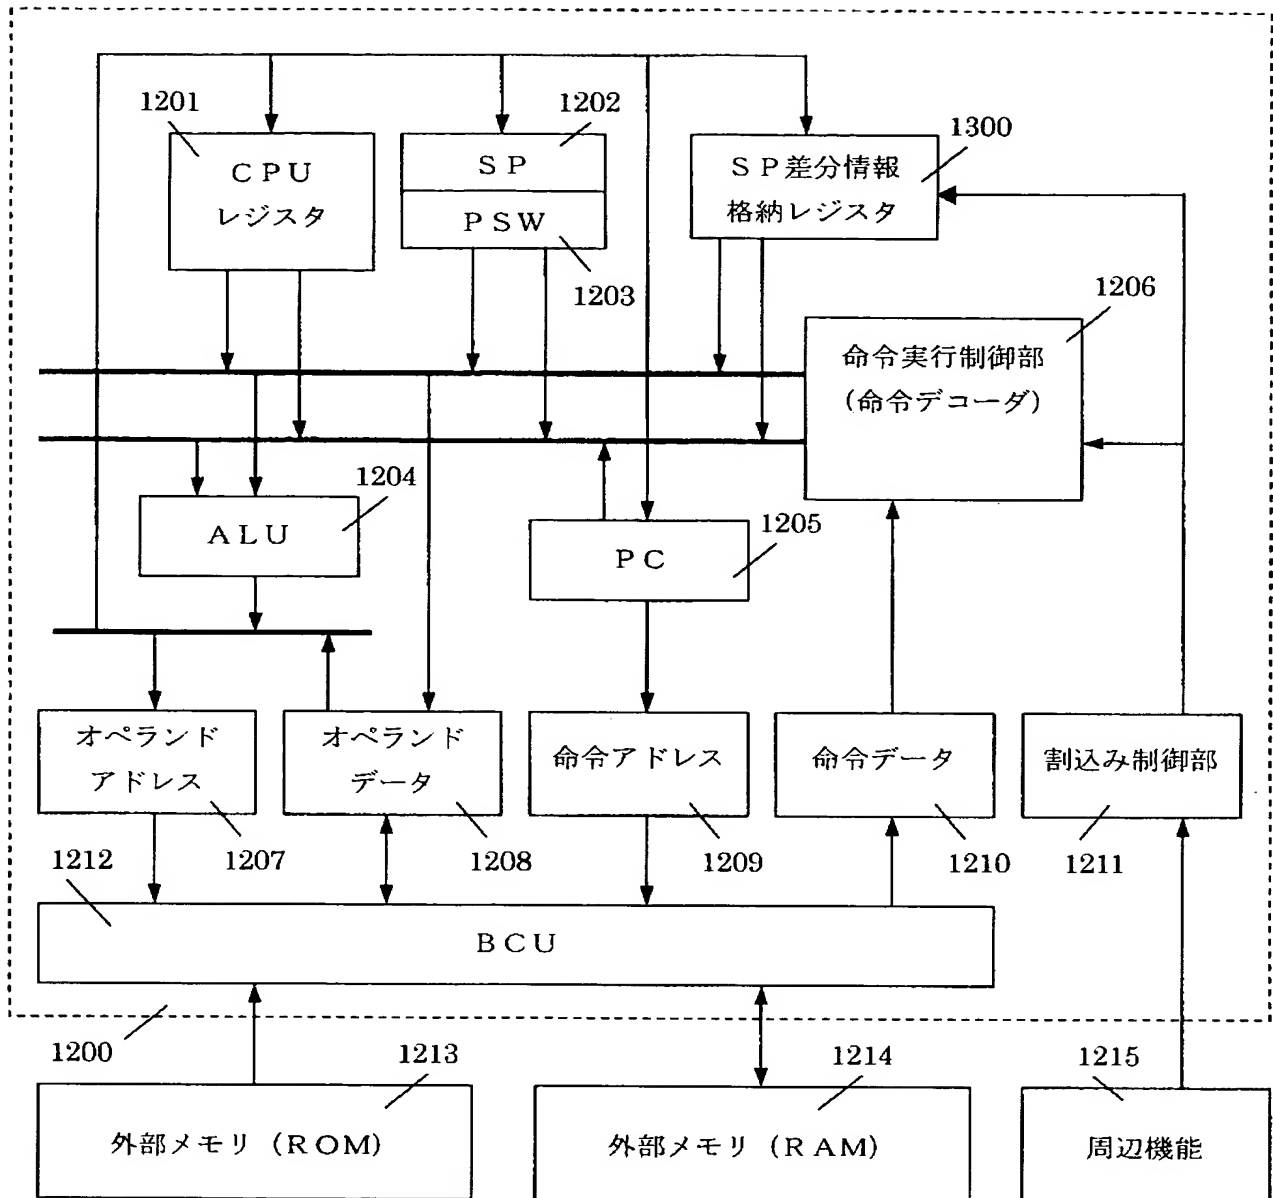 1201
1202
1300
CPU
レジスタ
SP
PSW
SP差分情報
格納レジスタ
1203
1206
命令実行制御部
(命令デコーダ)
1204
ALU
1205
PC
オペランド
アドレス
オペランド
データ
命令アドレス
命令データ
割込み制御部
1212
1207
1208
1209
1210
1211
BCU
1200
1213
1214
1215
外部メモリ(ROM)
外部メモリ(RAM)
周辺機能